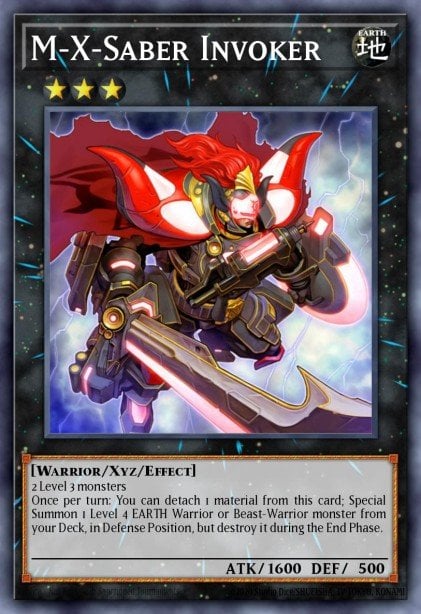 M-X-Saber Invoker
EARTH
地
[Warrior/Xyz/Effect]
2 Level 3 monsters
Once per turn: You can detach 1 material from this card; Special
Summon 1 Level 4 EARTH Warrior or Beast-Warrior monster from
your Deck, in Defense Position, but destroy it during the End Phase.
ATK/1600 DEF/ 500